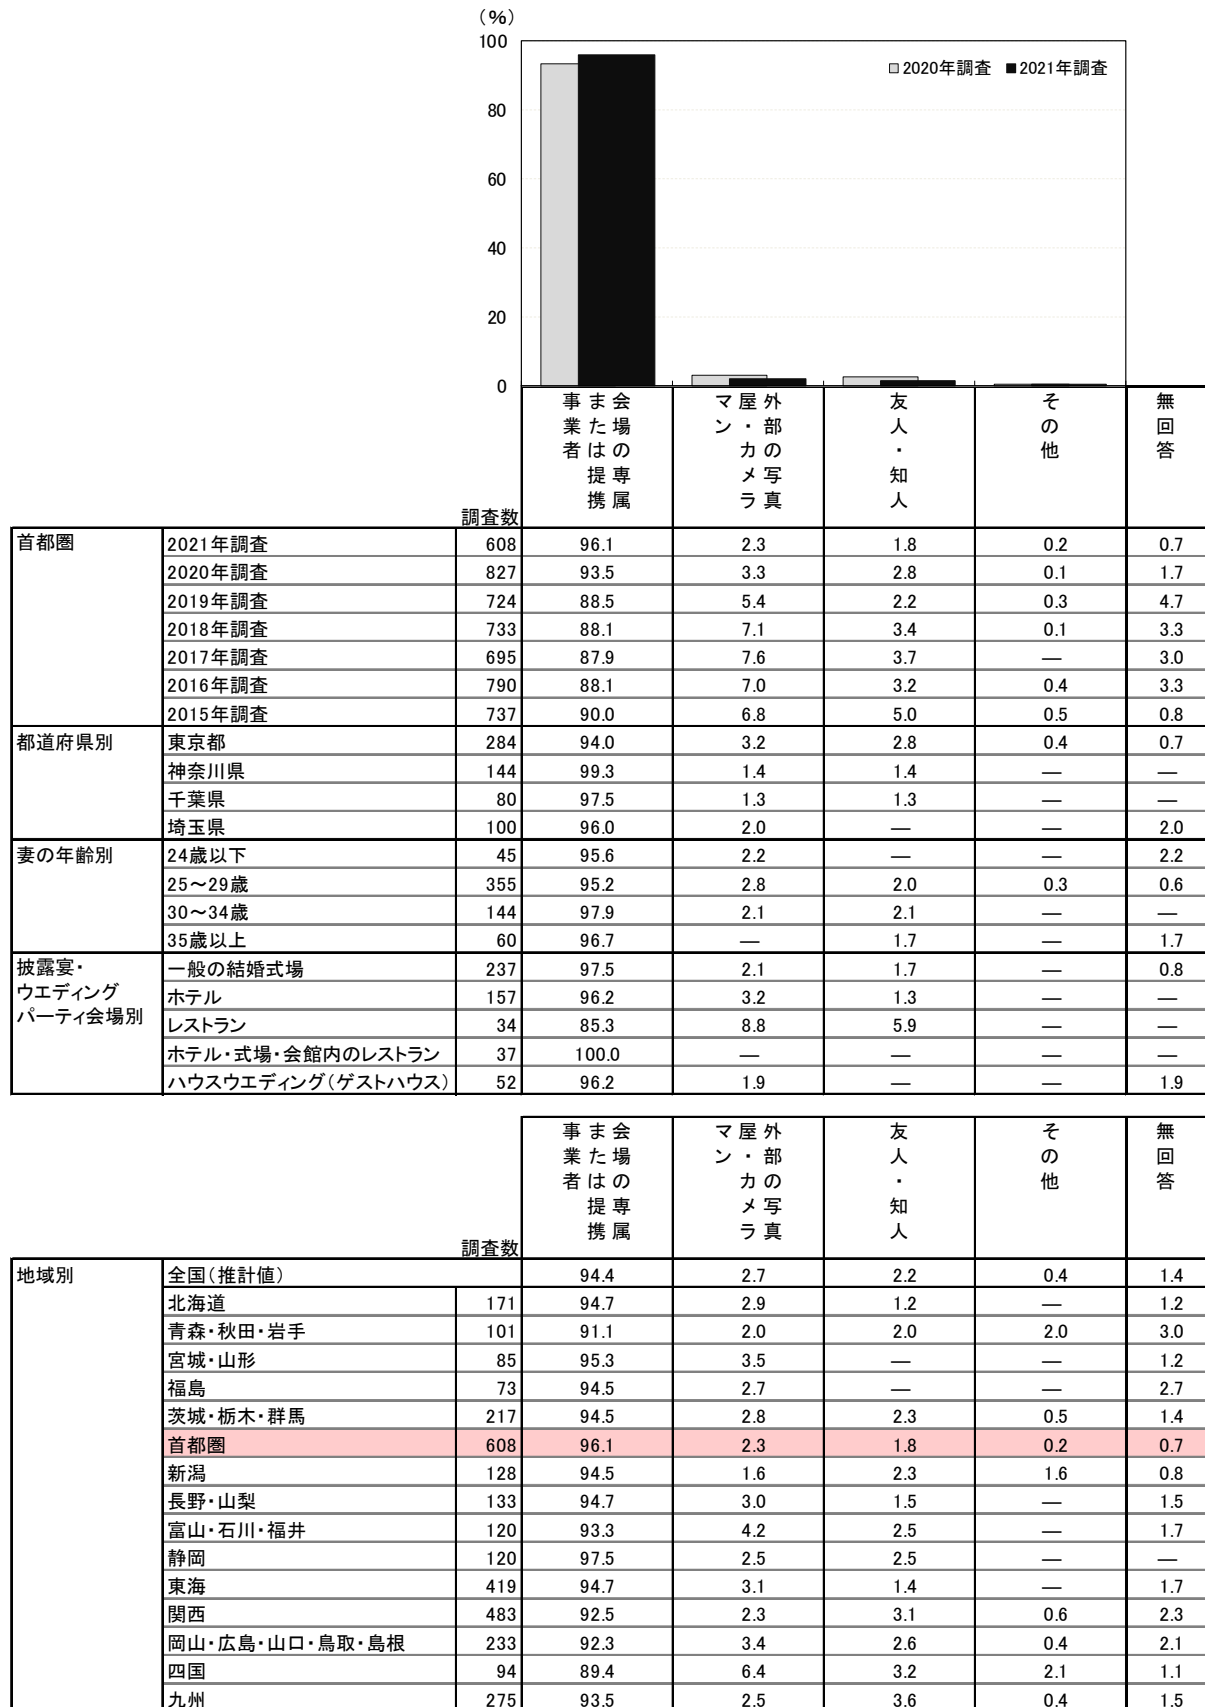 (%)
100
80
60
40
20
0
2020年調査 2021年調査
会場の専属または提携事業者
外部の写真屋・カメラマン
友人・知人
その他
無回答
調査数
首都圏 2021年調査 608 96.1 2.3 1.8 0.2 0.7
2020年調査 827 93.5 3.3 2.8 0.1 1.7
2019年調査 724 88.5 5.4 2.2 0.3 4.7
2018年調査 733 88.1 7.1 3.4 0.1 3.3
2017年調査 695 87.9 7.6 3.7 — 3.0
2016年調査 790 88.1 7.0 3.2 0.4 3.3
2015年調査 737 90.0 6.8 5.0 0.5 0.8
都道府県別 東京都 284 94.0 3.2 2.8 0.4 0.7
神奈川県 144 99.3 1.4 1.4 — —
千葉県 80 97.5 1.3 1.3 — —
埼玉県 100 96.0 2.0 — — 2.0
妻の年齢別 24歳以下 45 95.6 2.2 — — 2.2
25～29歳 355 95.2 2.8 2.0 0.3 0.6
30～34歳 144 97.9 2.1 2.1 — —
35歳以上 60 96.7 — 1.7 — 1.7
披露宴・ウエディングパーティ会場別 一般の結婚式場 237 97.5 2.1 1.7 — 0.8
ホテル 157 96.2 3.2 1.3 — —
レストラン 34 85.3 8.8 5.9 — —
ホテル・式場・会館内のレストラン 37 100.0 — — — —
ハウスウエディング（ゲストハウス） 52 96.2 1.9 — — 1.9
会場の専属または提携事業者
外部の写真屋・カメラマン
友人・知人
その他
無回答
調査数
地域別 全国（推計値） 94.4 2.7 2.2 0.4 1.4
北海道 171 94.7 2.9 1.2 — 1.2
青森・秋田・岩手 101 91.1 2.0 2.0 2.0 3.0
宮城・山形 85 95.3 3.5 — — 1.2
福島 73 94.5 2.7 — — 2.7
茨城・栃木・群馬 217 94.5 2.8 2.3 0.5 1.4
首都圏 608 96.1 2.3 1.8 0.2 0.7
新潟 128 94.5 1.6 2.3 1.6 0.8
長野・山梨 133 94.7 3.0 1.5 — 1.5
富山・石川・福井 120 93.3 4.2 2.5 — 1.7
静岡 120 97.5 2.5 2.5 — —
東海 419 94.7 3.1 1.4 — 1.7
関西 483 92.5 2.3 3.1 0.6 2.3
岡山・広島・山口・鳥取・島根 233 92.3 3.4 2.6 0.4 2.1
四国 94 89.4 6.4 3.2 2.1 1.1
九州 275 93.5 2.5 3.6 0.4 1.5